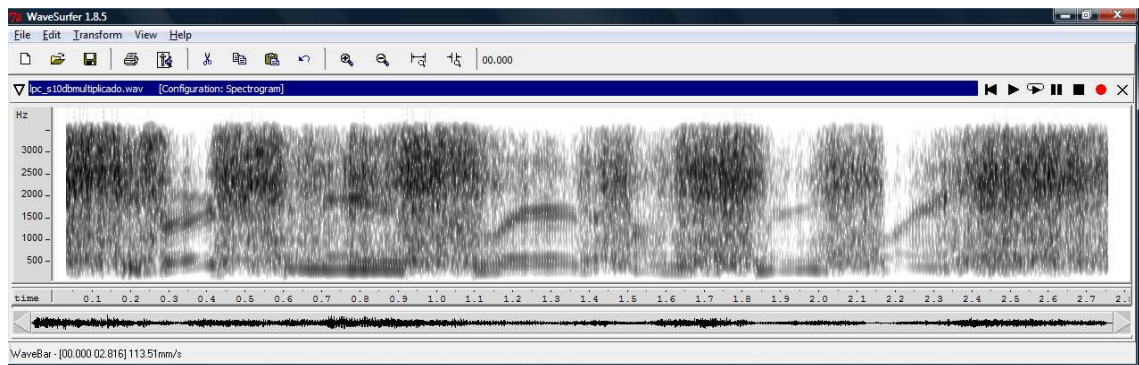 WaveSurfer 1.8.5
File Edit Transform View Help
00.000
lpc_s10dbmultiplicado.wav [Configuration: Spectrogram]
Hz
3000
2500
2000
1500
1000
500
time 0.1 0.2 0.3 0.4 0.5 0.6 0.7 0.8 0.9 1.0 1.1 1.2 1.3 1.4 1.5 1.6 1.7 1.8 1.9 2.0 2.1 2.2 2.3 2.4 2.5 2.6 2.7
WaveBar - [00.000 02.816] 113.51mm/s